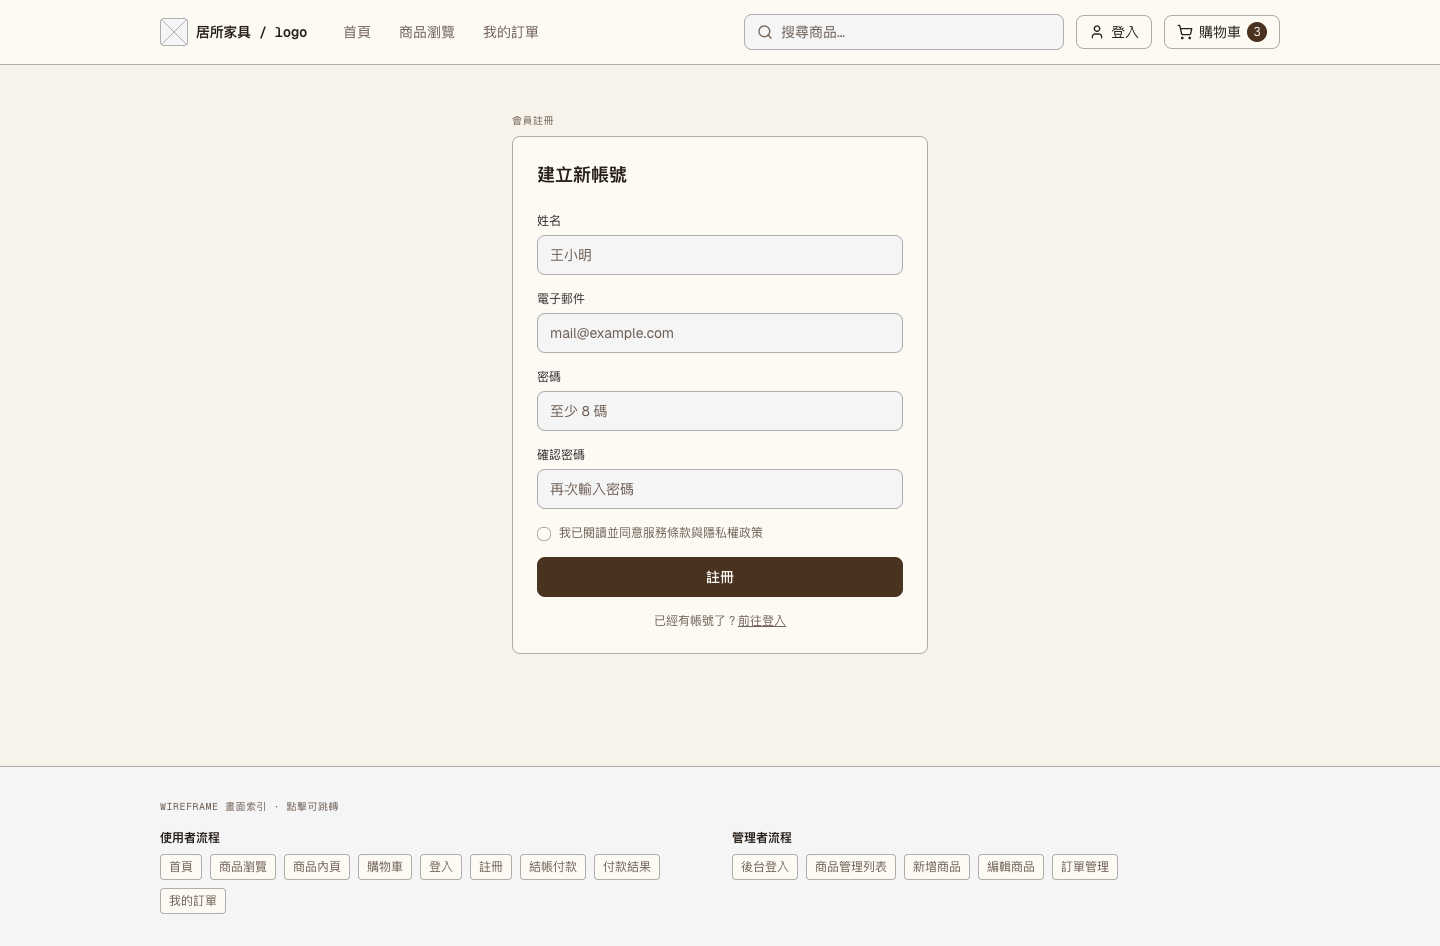 居所家具 / logo
首頁
商品瀏覽
我的訂單
搜尋商品…
登入
購物車
3
會員註冊
建立新帳號
姓名
王小明
電子郵件
mail@example.com
密碼
至少 8 碼
確認密碼
再次輸入密碼
我已閱讀並同意服務條款與隱私權政策
註冊
已經有帳號了？前往登入
WIREFRAME 畫面索引 · 點擊可跳轉
使用者流程
首頁
商品瀏覽
商品內頁
購物車
登入
註冊
結帳付款
付款結果
我的訂單
管理者流程
後台登入
商品管理列表
新增商品
編輯商品
訂單管理